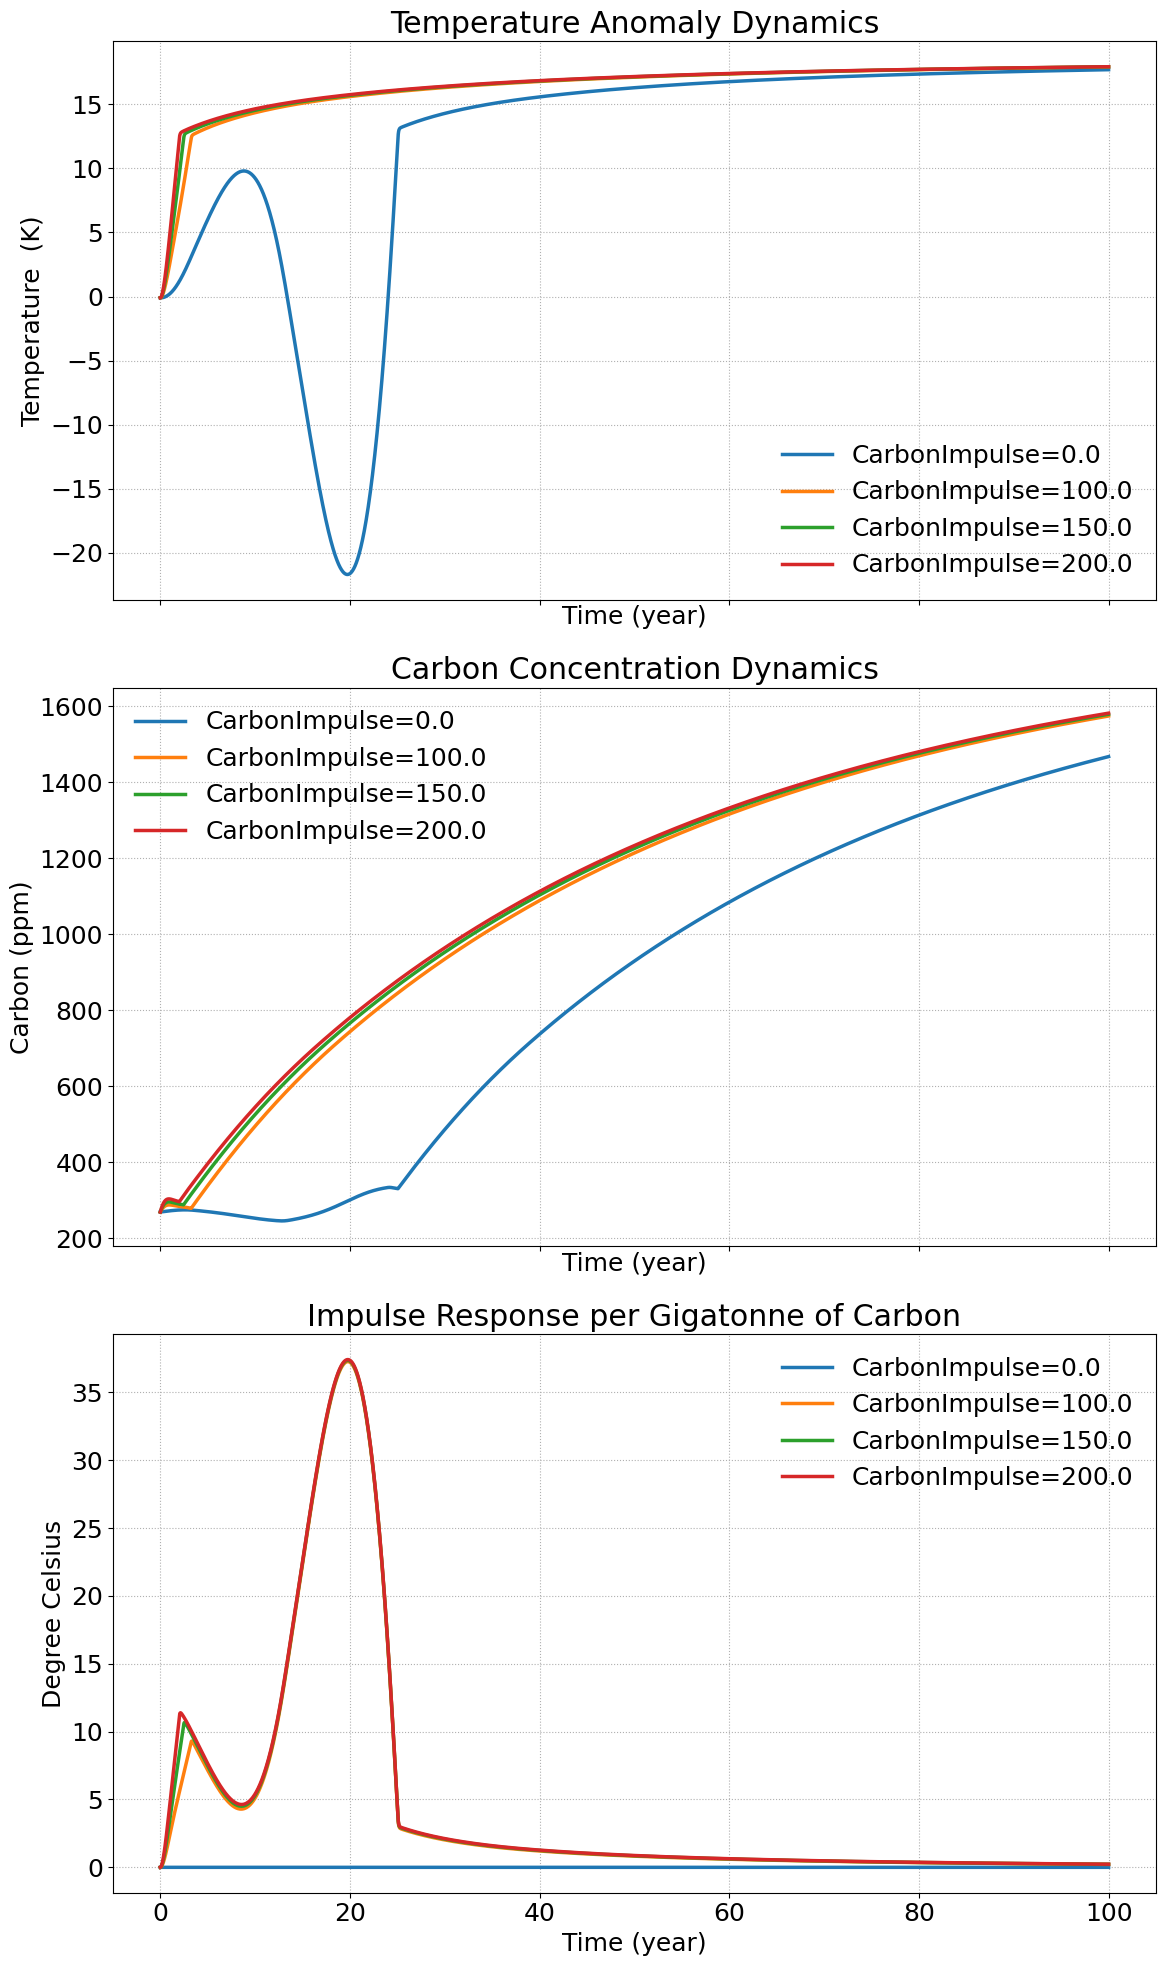 Temperature Anomaly Dynamics
15
10
5
0
−5
−10
−15
−20
Temperature  (K)
CarbonImpulse=0.0
CarbonImpulse=100.0
CarbonImpulse=150.0
CarbonImpulse=200.0
Time (year)
Carbon Concentration Dynamics
1600
1400
1200
1000
800
600
400
200
Carbon (ppm)
CarbonImpulse=0.0
CarbonImpulse=100.0
CarbonImpulse=150.0
CarbonImpulse=200.0
Time (year)
Impulse Response per Gigatonne of Carbon
35
30
25
20
15
10
5
0
Degree Celsius
CarbonImpulse=0.0
CarbonImpulse=100.0
CarbonImpulse=150.0
CarbonImpulse=200.0
0 20 40 60 80 100
Time (year)